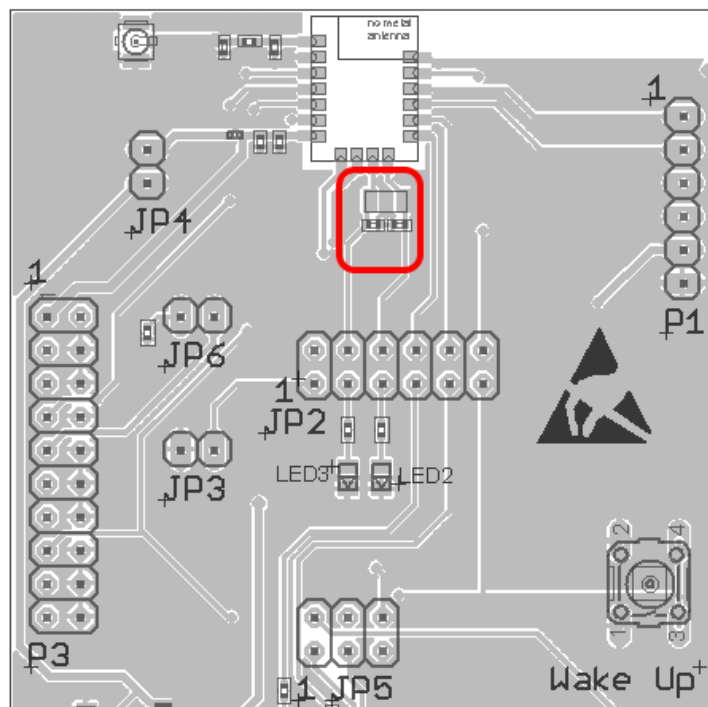 no metal
antenna
1
JP4
1
P1
JP6
1
JP2
JP3
LED3
LED2
2
4
P3
1
JP5
1
3
Wake Up